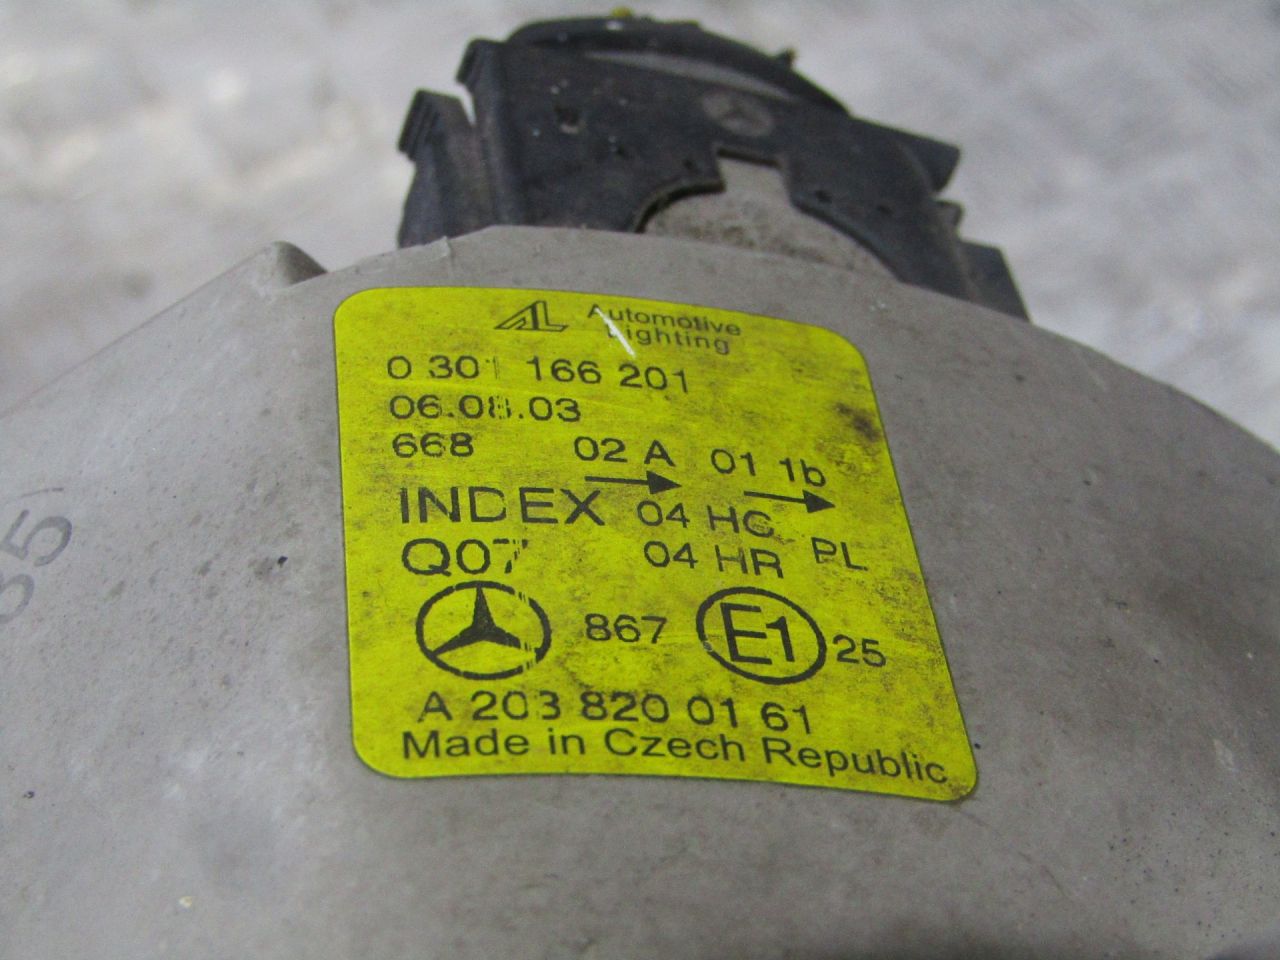 AL Automotive
Lighting
0 301 166 201
06.08.03
668 02 A 01 1b
INDEX 04 HC
Q07 04 HR PL
867 E1 25
A 203 820 01 61
Made in Czech Republic